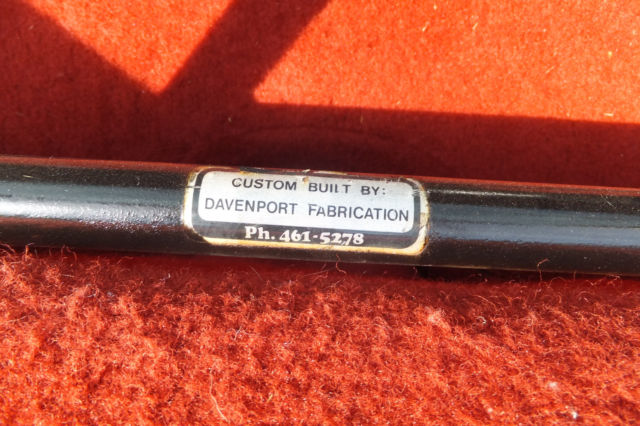 CUSTOM BUILT BY:
DAVENPORT FABRICATION
Ph. 461-5278